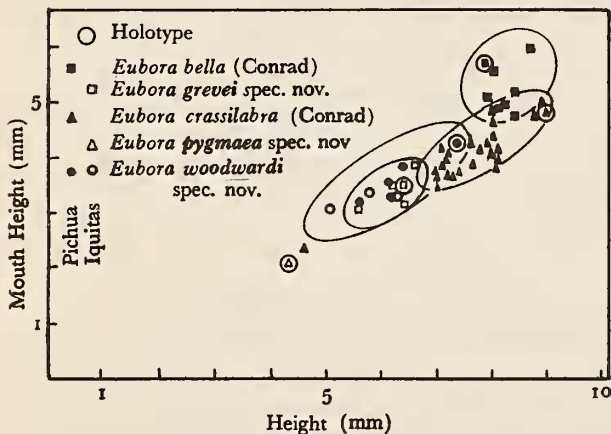 Holotype
Eubora bella (Conrad)
Eubora grevei spec. nov.
Eubora crassilabra (Conrad)
Eubora pygmaea spec. nov
Eubora woodwardi
spec. nov.
Pichua
Iquitas
Mouth Height (mm)
5
1
1
5
10
Height (mm)